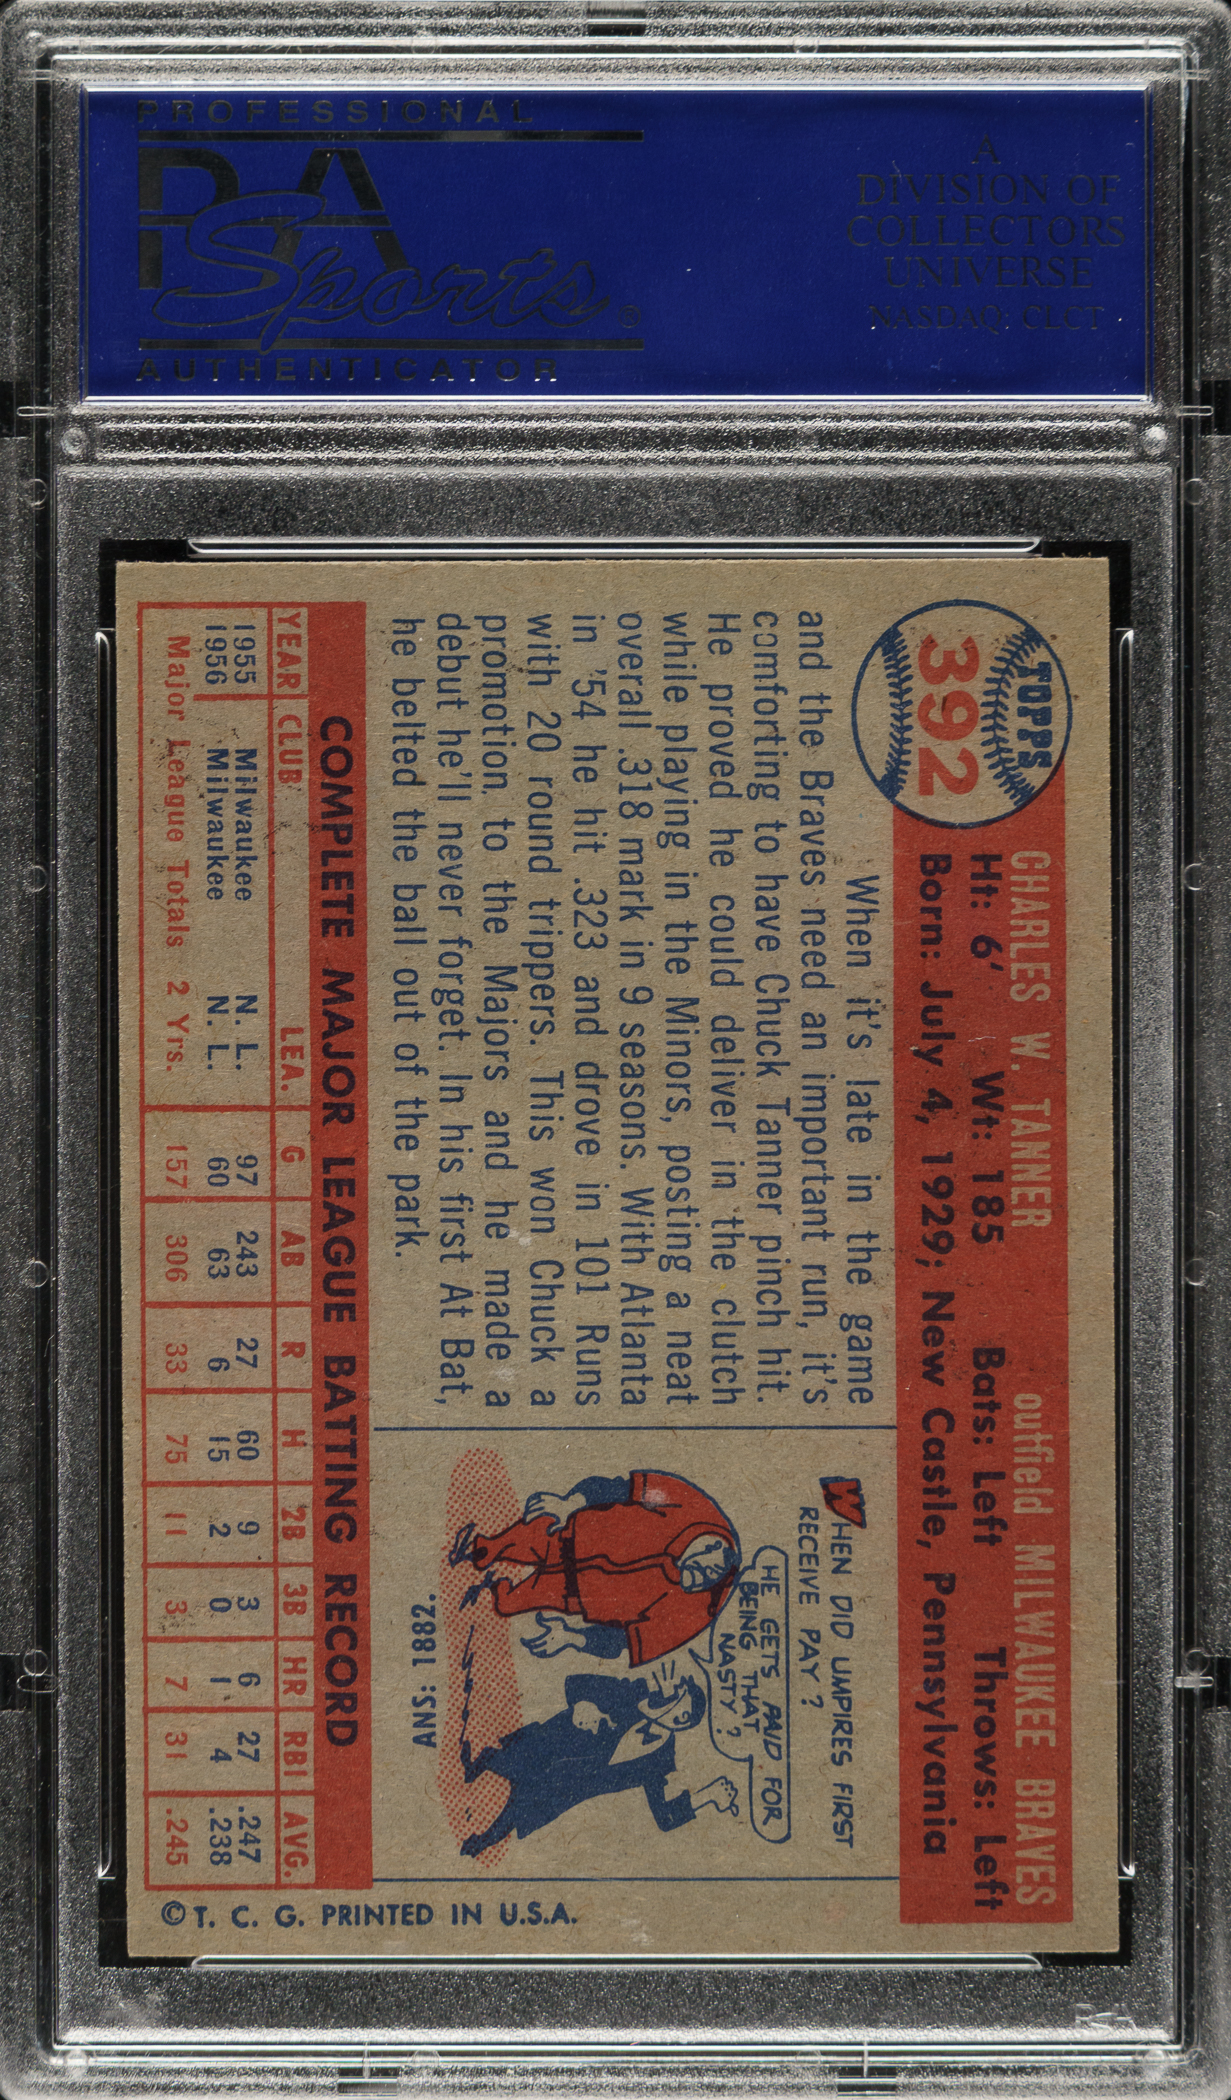 PROFESSIONAL
PSA
Sports ®
AUTHENTICATOR
A
DIVISION OF
COLLECTORS
UNIVERSE
NASDAQ: CLCT
TOPPS
392
CHARLES W. TANNER outfield MILWAUKEE BRAVES
Ht: 6' Wt: 185 Bats: Left Throws: Left
Born: July 4, 1929; New Castle, Pennsylvania
When it's late in the game
and the Braves need an important run, it's
comforting to have Chuck Tanner pinch hit.
He proved he could deliver in the clutch
while playing in the Minors, posting a neat
overall .318 mark in 9 seasons. With Atlanta
in '54 he hit .323 and drove in 101 Runs
with 20 round trippers. This won Chuck a
promotion to the Majors and he made a
debut he'll never forget. In his first At Bat,
he belted the ball out of the park.
WHEN DID UMPIRES FIRST
RECEIVE PAY?
HE GETS PAID FOR
BEING THAT
NASTY?
ANS: 1882.
COMPLETE MAJOR LEAGUE BATTING RECORD
YEAR CLUB LEA. G AB R H 2B 3B HR RBI AVG.
1955 Milwaukee N. L. 97 243 27 60 9 3 6 27 .247
1956 Milwaukee N. L. 60 63 6 15 2 0 1 4 .238
Major League Totals 2 Yrs. 157 306 33 75 11 3 7 31 .245
© T. C. G. PRINTED IN U.S.A.